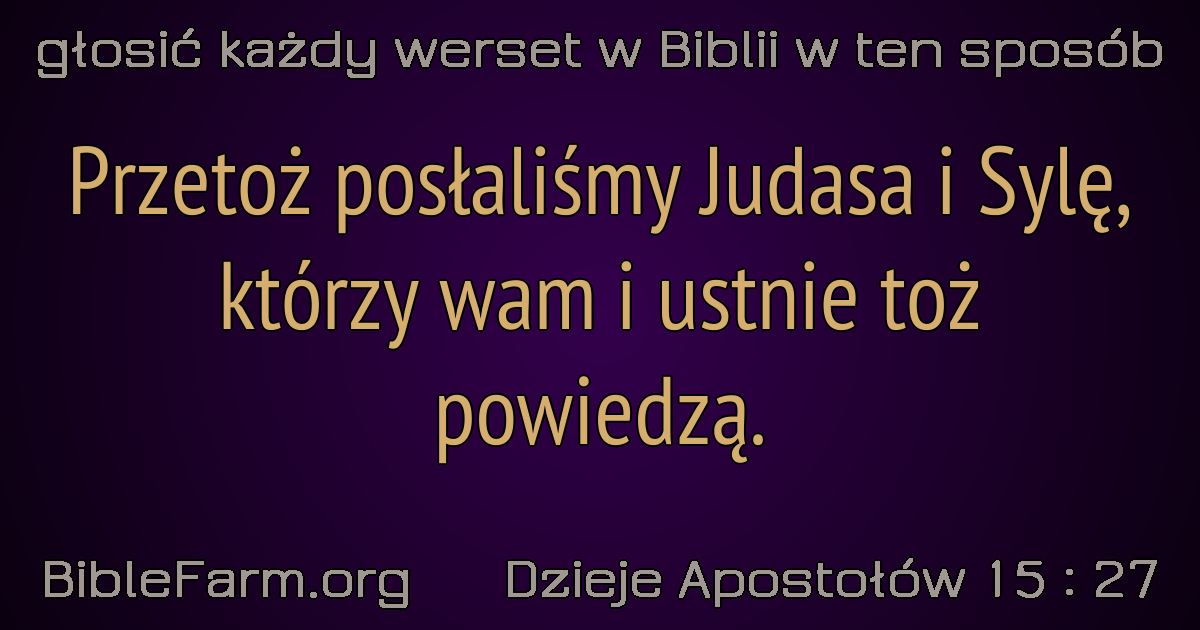 głosić każdy werset w Biblii w ten sposób
Przetoż posłaliśmy Judasa i Sylę,
którzy wam i ustnie toż
powiedzą.
BibleFarm.org
Dzieje Apostołów 15 : 27